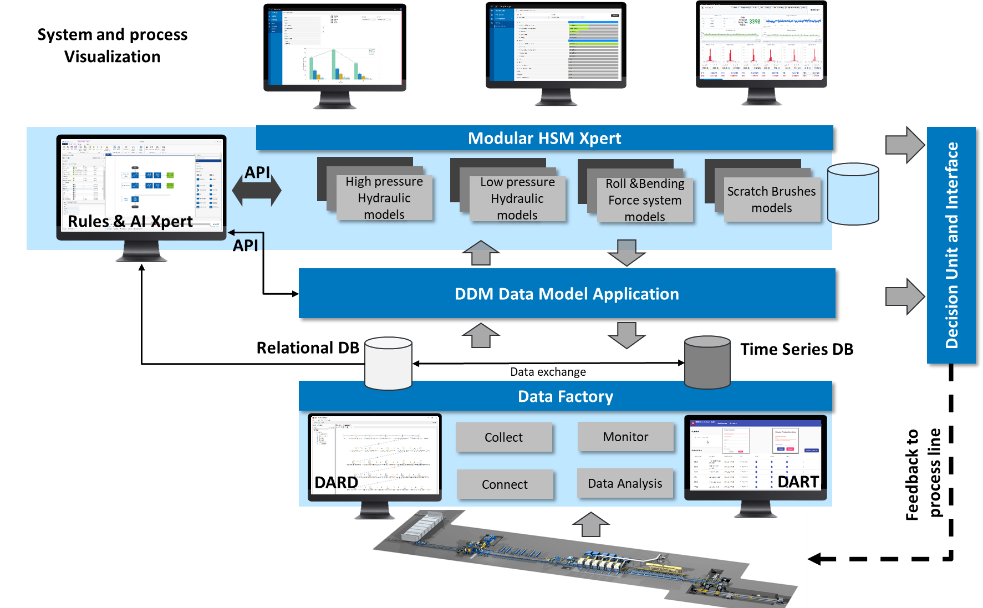 System and process
Visualization
Modular HSM Xpert
API
High pressure
Hydraulic
models
Low pressure
Hydraulic
models
Roll &Bending
Force system
models
Scratch Brushes
models
Rules & AI Xpert
API
DDM Data Model Application
Decision Unit and Interface
Relational DB
Time Series DB
Data exchange
Data Factory
Collect
Monitor
Connect
Data Analysis
DARD
DART
Feedback to
process line